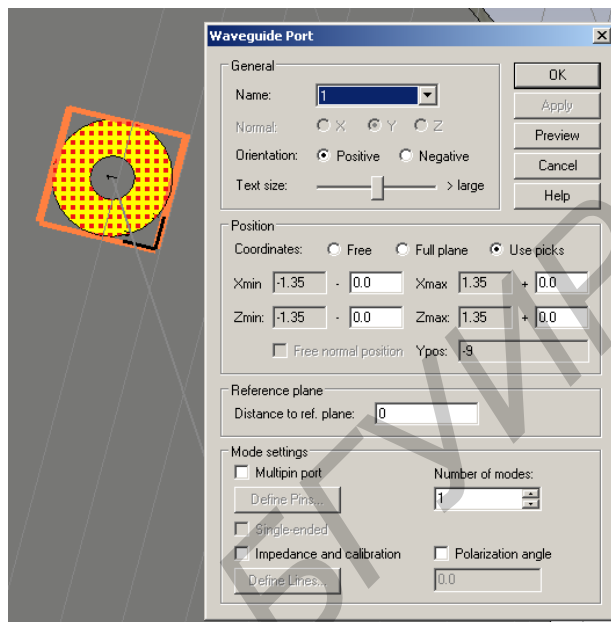 Waveguide Port
General
Name: 1
Normal: X Y Z
Orientation: Positive Negative
Text size: > large
OK
Apply
Preview
Cancel
Help
Position
Coordinates: Free Full plane Use picks
Xmin -1.35 - 0.0 Xmax 1.35 + 0.0
Zmin: -1.35 - 0.0 Zmax: 1.35 + 0.0
Free normal position Ypos: -9
Reference plane
Distance to ref. plane: 0
Mode settings
Multipin port Number of modes:
Define Pins... 1
Single-ended
Impedance and calibration Polarization angle
Define Lines... 0.0
1
БГУИР